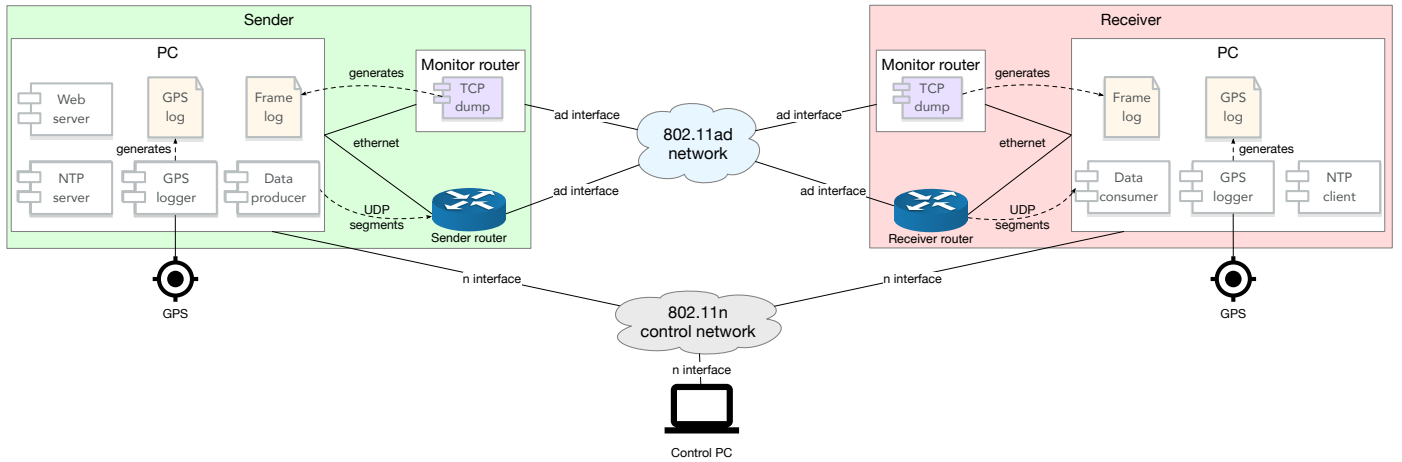 Sender
PC
Web
server
GPS
log
Frame
log
generates
Monitor router
TCP
dump
generates
ethernet
NTP
server
GPS
logger
Data
producer
UDP
segments
Sender router
GPS
ad interface
ad interface
802.11ad
network
ad interface
ad interface
Receiver
Monitor router
TCP
dump
generates
PC
Frame
log
GPS
log
generates
ethernet
Data
consumer
GPS
logger
NTP
client
UDP
segments
Receiver router
GPS
n interface
n interface
802.11n
control network
n interface
Control PC